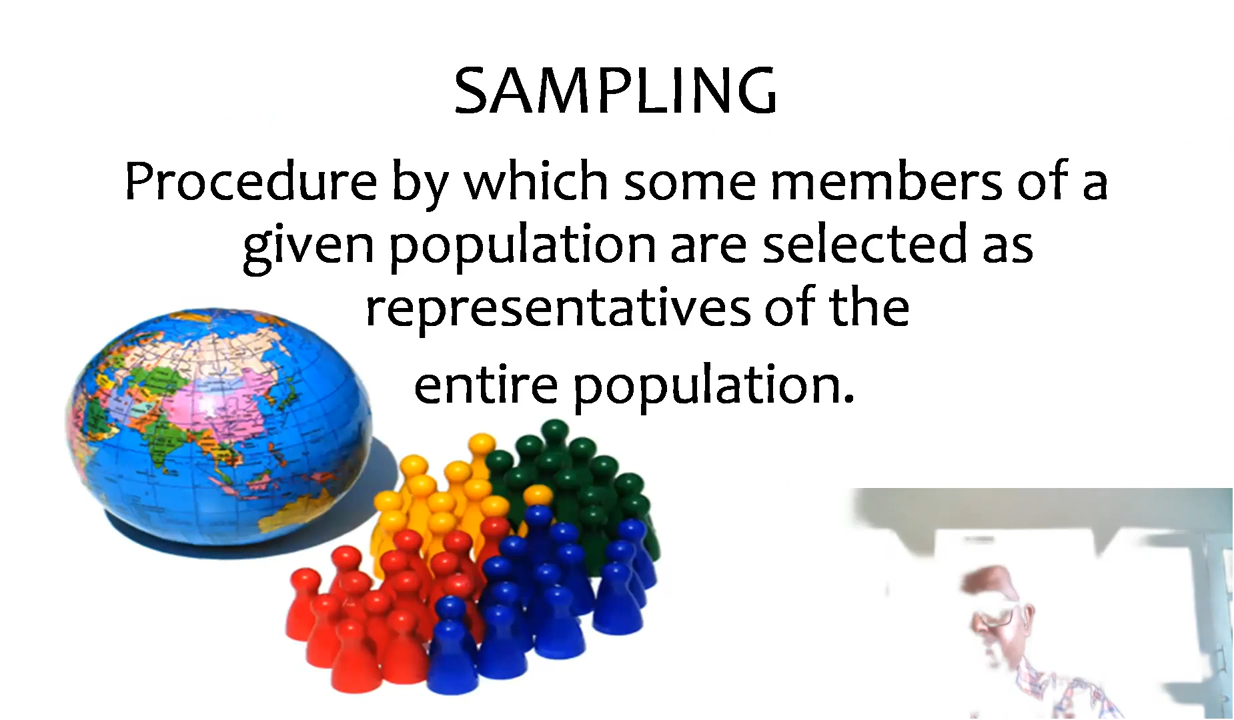 SAMPLING
Procedure by which some members of a
given population are selected as
representatives of the
entire population.